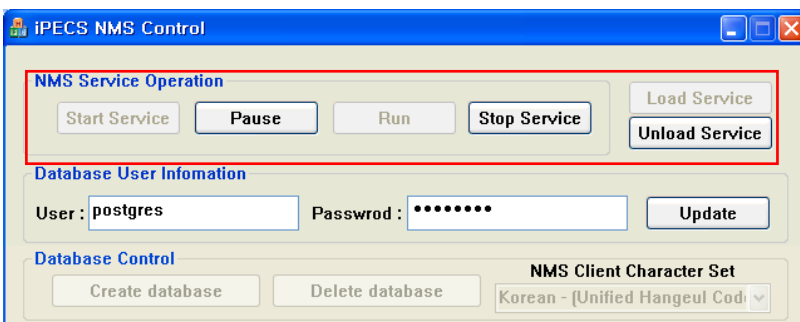 iPECS NMS Control
NMS Service Operation
Start Service Pause Run Stop Service
Load Service
Unload Service
Database User Infomation
User : postgres Passwrod : ●●●●●●●● Update
Database Control
Create database Delete database
NMS Client Character Set
Korean - (Unified Hangeul Code